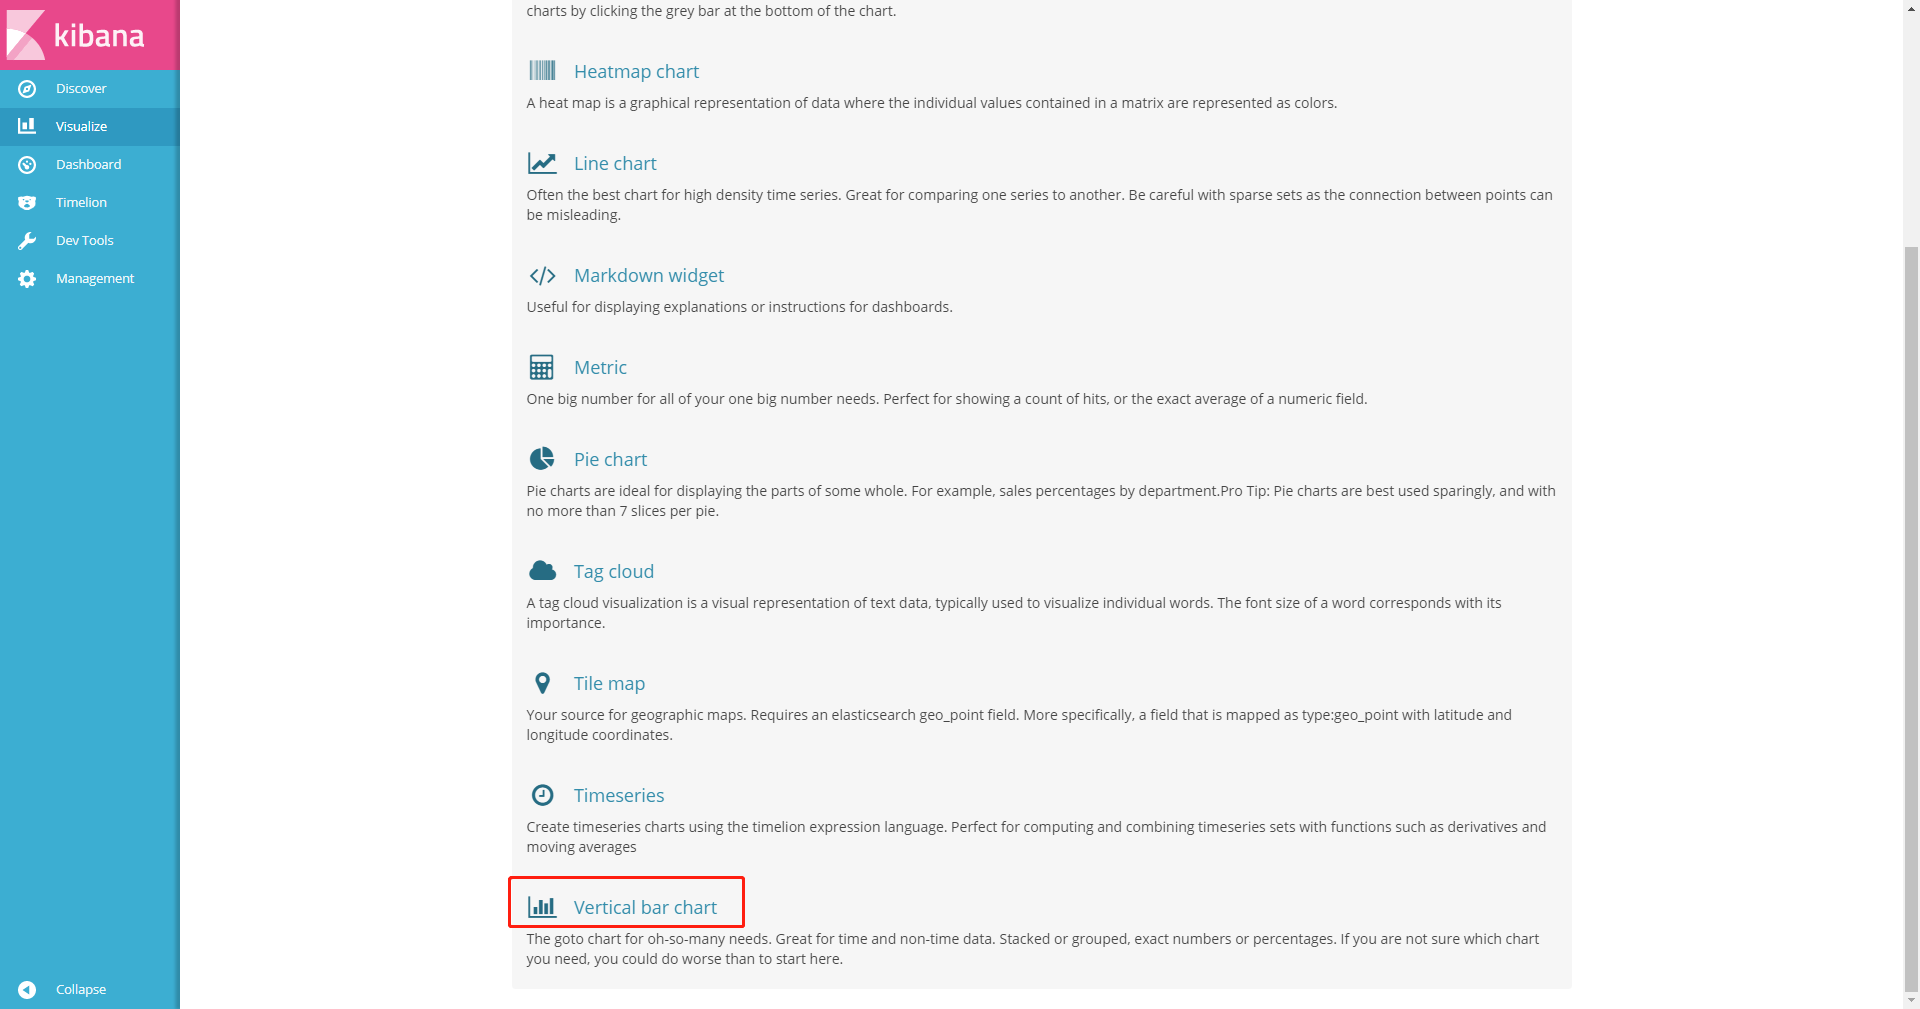 kibana
Discover
Visualize
Dashboard
Timelion
Dev Tools
Management
Collapse
charts by clicking the grey bar at the bottom of the chart.
Heatmap chart
A heat map is a graphical representation of data where the individual values contained in a matrix are represented as colors.
Line chart
Often the best chart for high density time series. Great for comparing one series to another. Be careful with sparse sets as the connection between points can
be misleading.
Markdown widget
Useful for displaying explanations or instructions for dashboards.
Metric
One big number for all of your one big number needs. Perfect for showing a count of hits, or the exact average of a numeric field.
Pie chart
Pie charts are ideal for displaying the parts of some whole. For example, sales percentages by department.Pro Tip: Pie charts are best used sparingly, and with
no more than 7 slices per pie.
Tag cloud
A tag cloud visualization is a visual representation of text data, typically used to visualize individual words. The font size of a word corresponds with its
importance.
Tile map
Your source for geographic maps. Requires an elasticsearch geo_point field. More specifically, a field that is mapped as type:geo_point with latitude and
longitude coordinates.
Timeseries
Create timeseries charts using the timelion expression language. Perfect for computing and combining timeseries sets with functions such as derivatives and
moving averages
Vertical bar chart
The goto chart for oh-so-many needs. Great for time and non-time data. Stacked or grouped, exact numbers or percentages. If you are not sure which chart
you need, you could do worse than to start here.